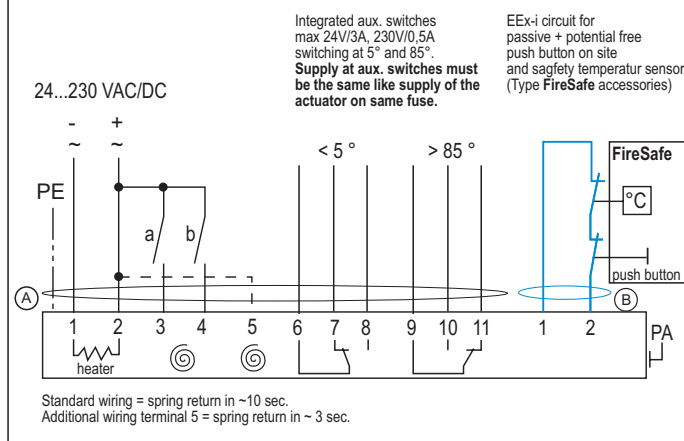 Integrated aux. switches
max 24V/3A, 230V/0,5A
switching at 5° and 85°.
Supply at aux. switches must
be the same like supply of the
actuator on same fuse.
EEx-i circuit for
passive + potential free
push button on site
and sagfety temperatur sensor
(Type FireSafe accessories)
24...230 VAC/DC
- +
~ ~
< 5 ° > 85 °
FireSafe
PE
°C
a b
push button
A
B
1 2 3 4 5 6 7 8 9 10 11 1 2
PA
heater
Standard wiring = spring return in ~10 sec.
Additional wiring terminal 5 = spring return in ~ 3 sec.